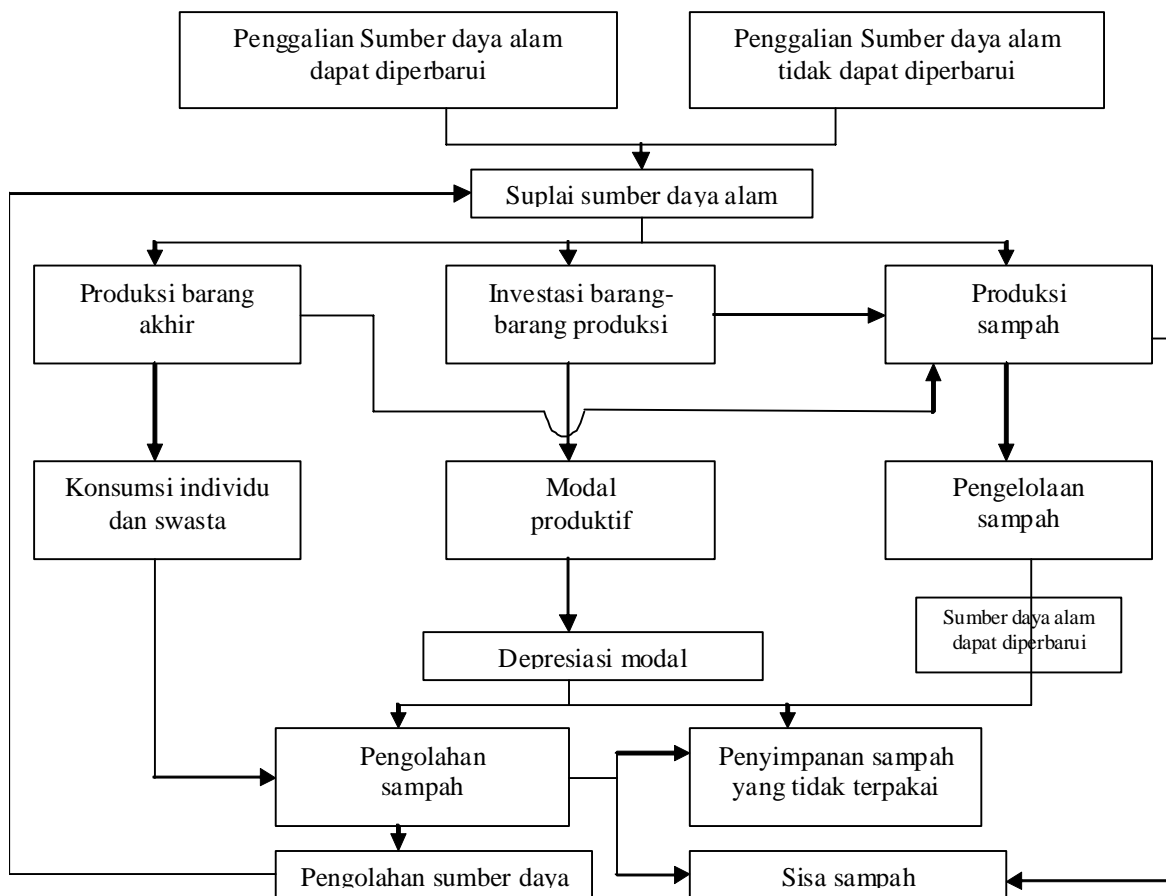 Penggalian Sumber daya alam
dapat diperbarui
Penggalian Sumber daya alam
tidak dapat diperbarui
Suplai sumber daya alam
Produksi barang
akhir
Investasi barang-
barang produksi
Produksi
sampah
Konsumsi individu
dan swasta
Modal
produktif
Pengelolaan
sampah
Sumber daya alam
dapat diperbarui
Depresiasi modal
Pengolahan
sampah
Penyimpanan sampah
yang tidak terpakai
Pengolahan sumber daya
Sisa sampah